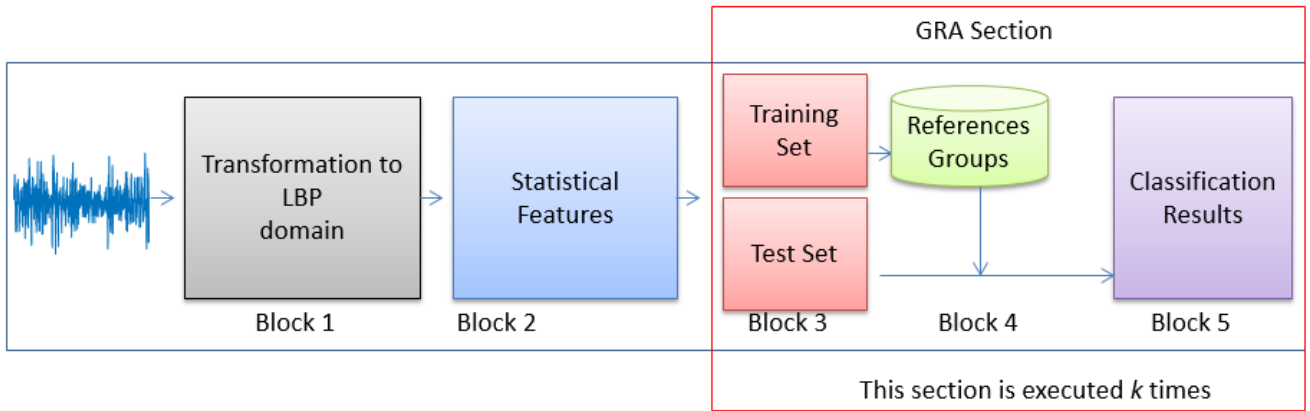 GRA Section
Transformation to
LBP
domain
Block 1
Statistical
Features
Block 2
Training
Set
Test Set
Block 3
References
Groups
Block 4
Classification
Results
Block 5
This section is executed k times